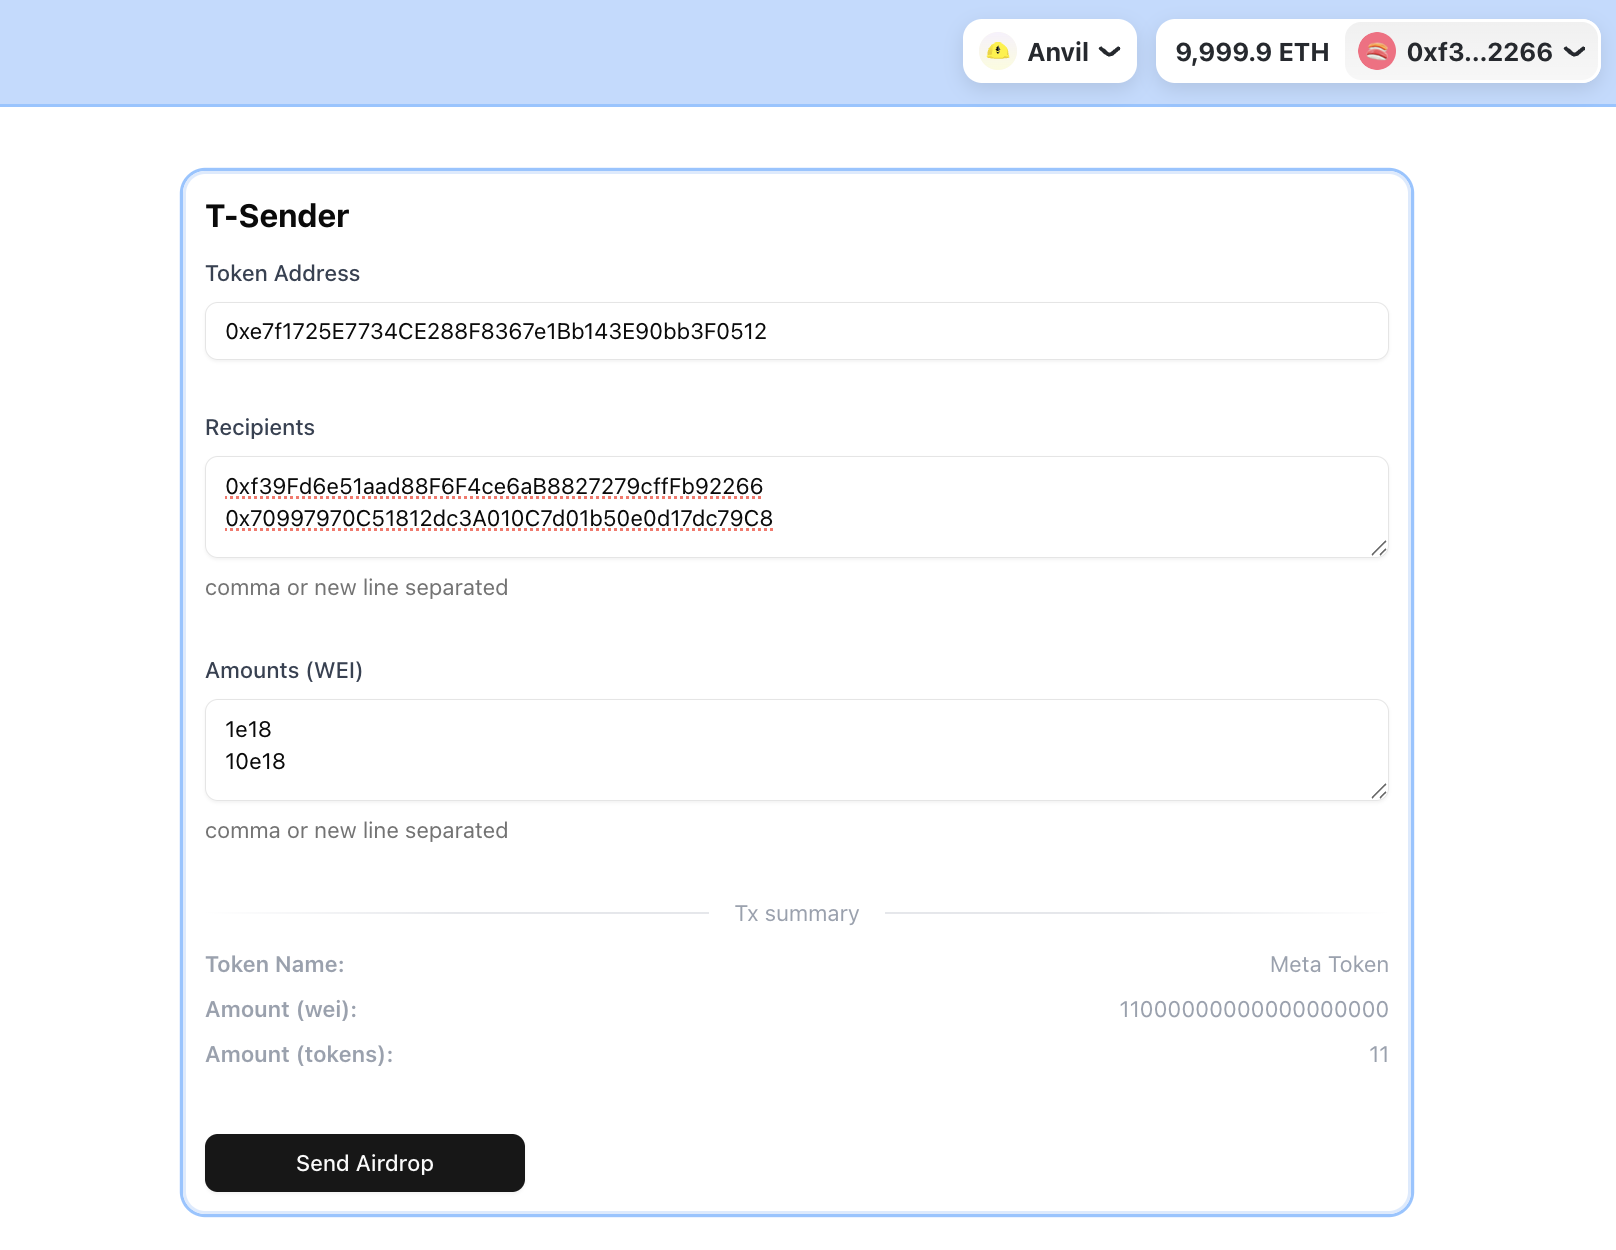 Anvil
9,999.9 ETH
0xf3...2266
T-Sender
Token Address
0xe7f1725E7734CE288F8367e1Bb143E90bb3F0512
Recipients
0xf39Fd6e51aad88F6F4ce6aB8827279cffFb92266
0x70997970C51812dc3A010C7d01b50e0d17dc79C8
comma or new line separated
Amounts (WEI)
1e18
10e18
comma or new line separated
Tx summary
Token Name:
Meta Token
Amount (wei):
11000000000000000000
Amount (tokens):
11
Send Airdrop